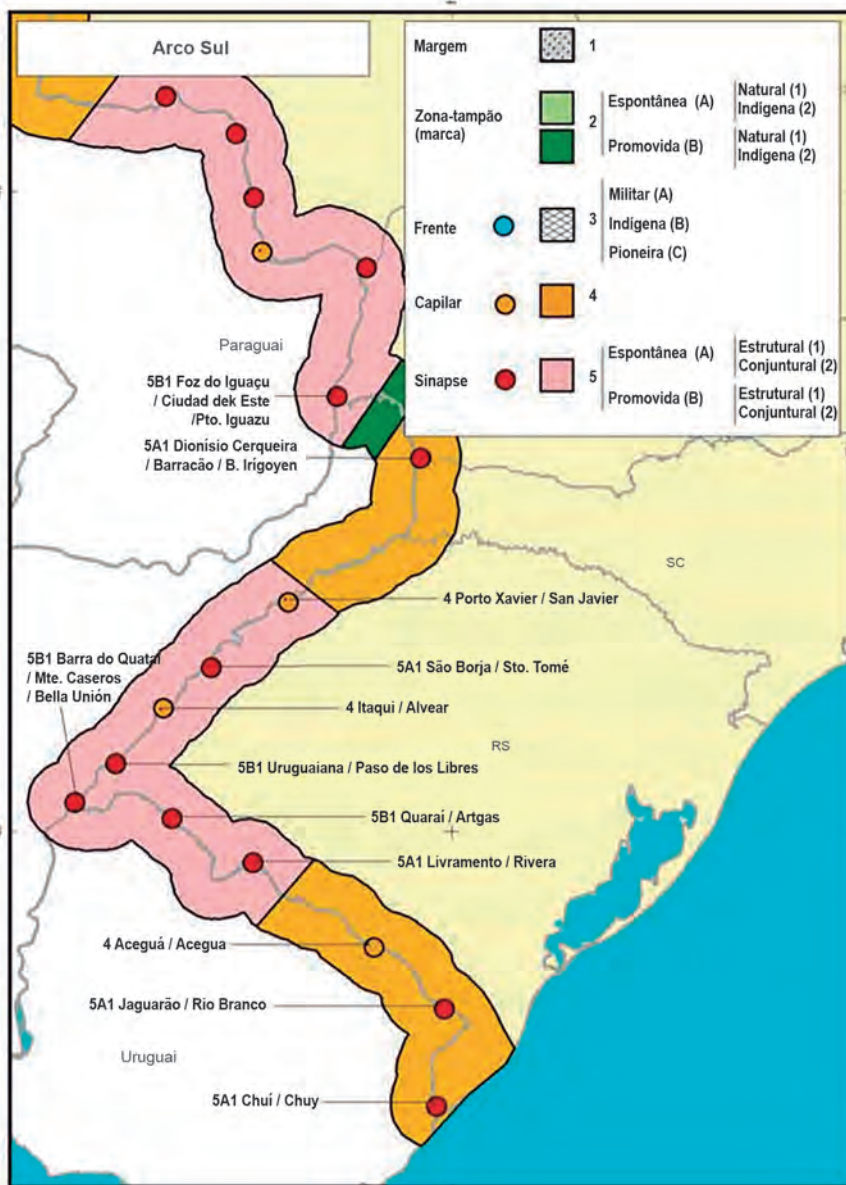 Arco Sul
Margem 1
Zona-tampão
(marca)
2
Espontânea (A)
Natural (1)
Indígena (2)
Promovida (B)
Natural (1)
Indígena (2)
Frente
3
Militar (A)
Indígena (B)
Pioneira (C)
Capilar 4
Sinapse
5
Espontânea (A)
Estrutural (1)
Conjuntural (2)
Promovida (B)
Estrutural (1)
Conjuntural (2)
Paraguai
5B1 Foz do Iguaçu
/ Ciudad dek Este
/Pto. Iguazu
5A1 Dionísio Cerqueira
/ Barracão / B. Irígoyen
SC
4 Porto Xavier / San Javier
5B1 Barra do Quataí
/ Mte. Caseros
/ Bella Unión
5A1 São Borja / Sto. Tomé
4 Itaqui / Alvear
RS
5B1 Uruguaiana / Paso de los Libres
5B1 Quaraí / Artgas
5A1 Livramento / Rivera
4 Aceguá / Acegua
5A1 Jaguarão / Rio Branco
Uruguai
5A1 Chuí / Chuy